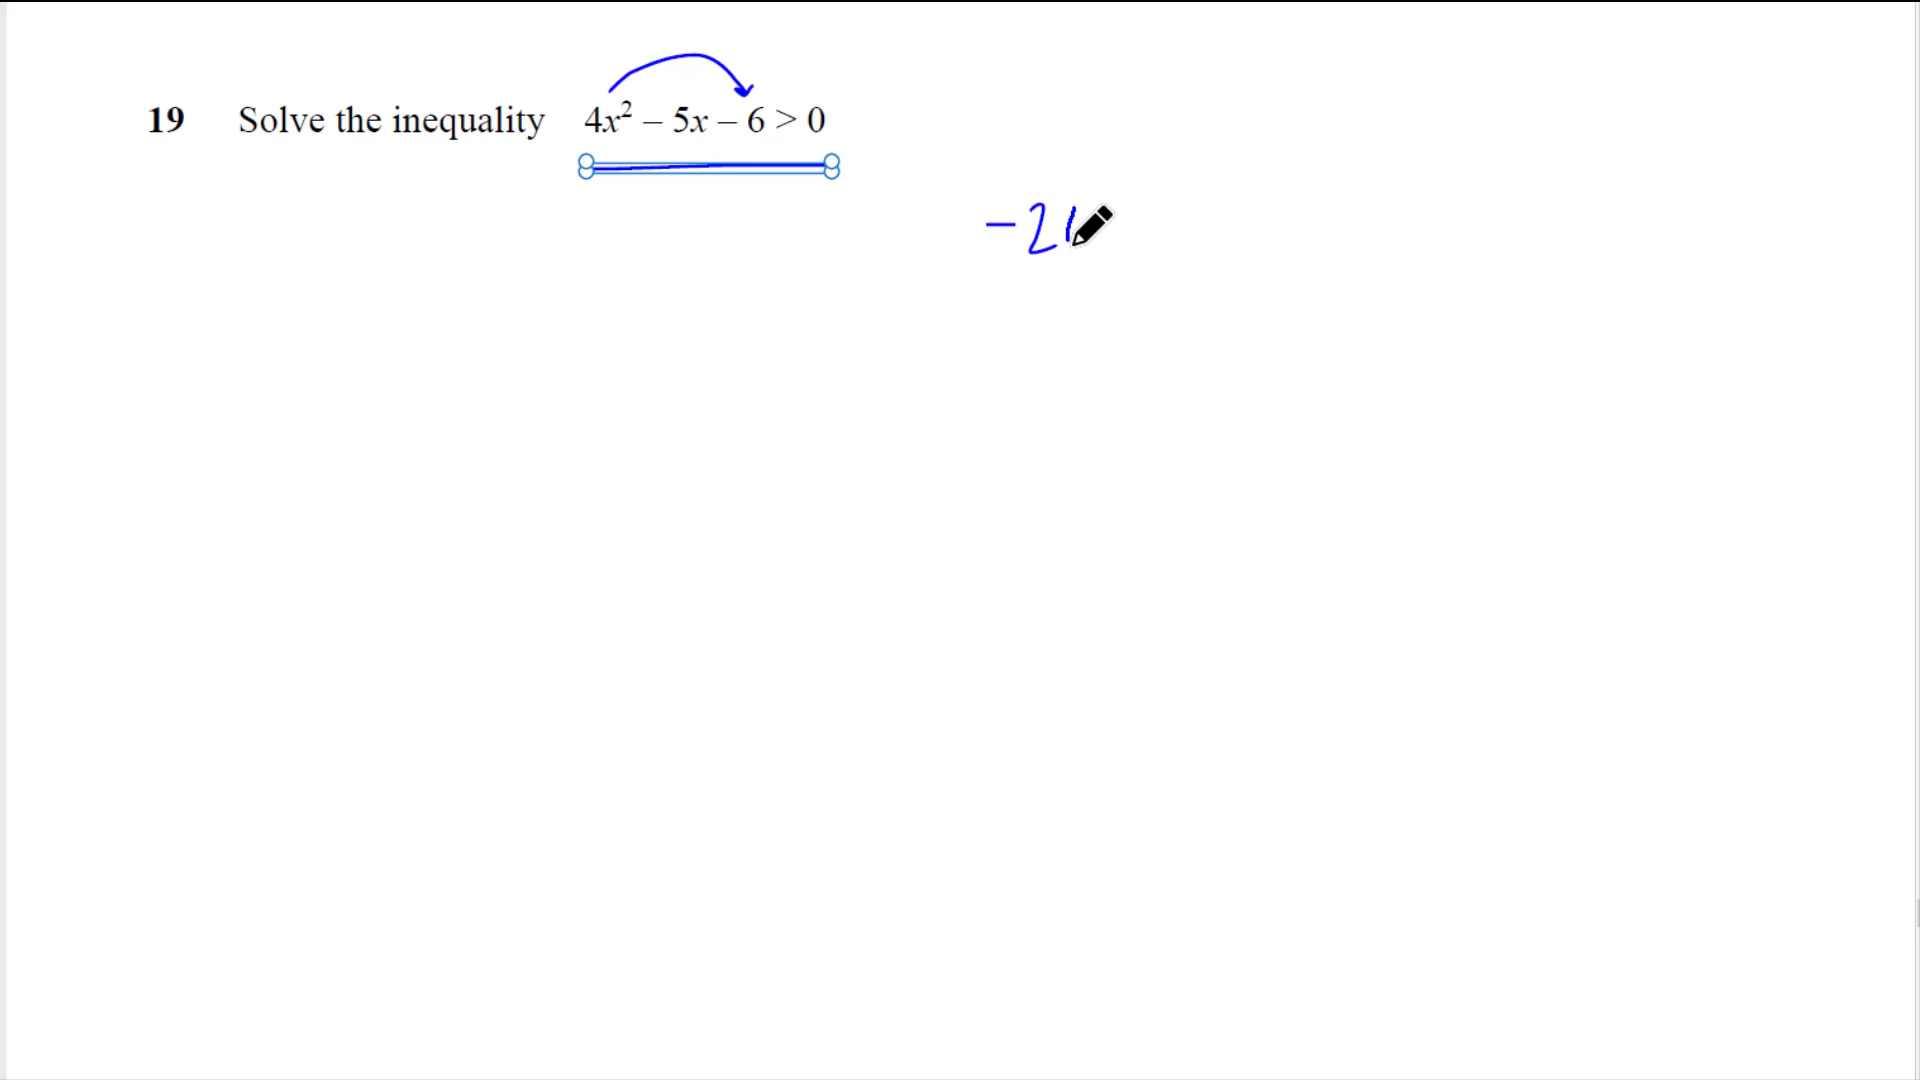 19 Solve the inequality 4x² – 5x – 6 > 0
-2